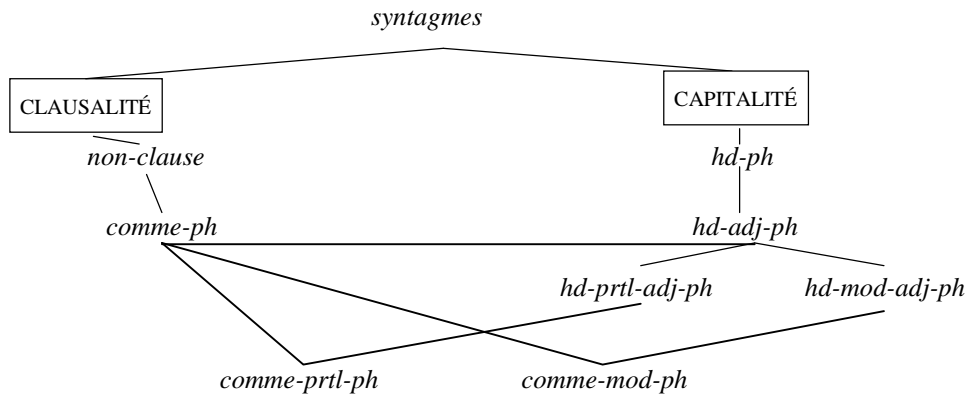 syntagmes
CLAUSALITÉ
CAPITALITÉ
non-clause
hd-ph
comme-ph
hd-adj-ph
hd-prtl-adj-ph
hd-mod-adj-ph
comme-prtl-ph
comme-mod-ph